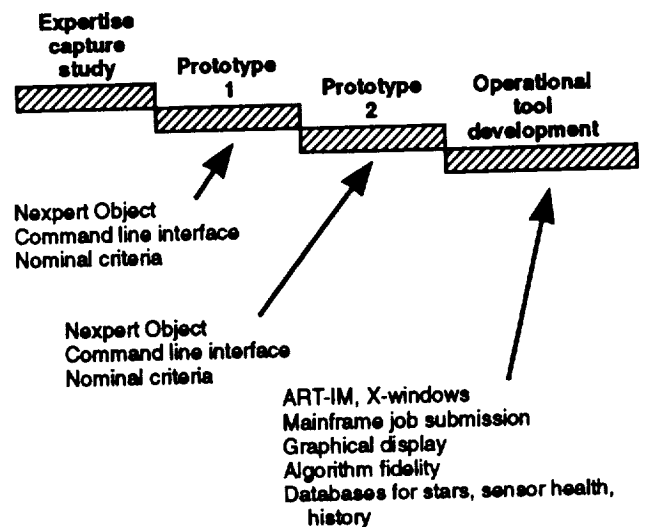 Expertise
capture
study
Prototype
1
Prototype
2
Operational
tool
development
Nexpert Object
Command line interface
Nominal criteria
Nexpert Object
Command line interface
Nominal criteria
ART-IM, X-windows
Mainframe job submission
Graphical display
Algorithm fidelity
Databases for stars, sensor health,
history